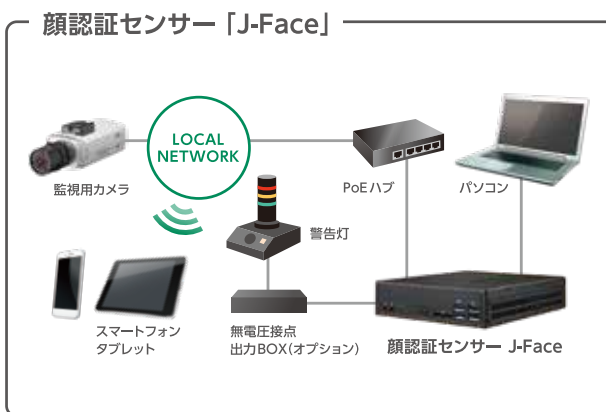 顔認証センサー「J-Face」
LOCAL
NETWORK
監視用カメラ
PoEハブ
パソコン
警告灯
スマートフォン
タブレット
無電圧接点
出力BOX(オプション)
顔認証センサー J-Face